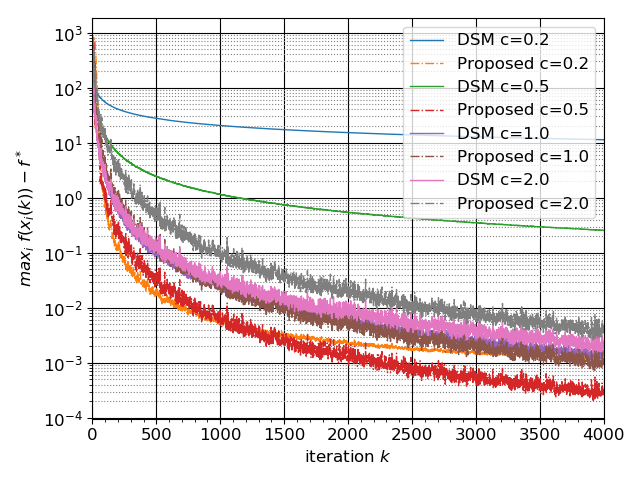 10³
10²
10¹
10⁰
10⁻¹
10⁻²
10⁻³
10⁻⁴
max_i f(x_i(k)) − f*
DSM c=0.2
Proposed c=0.2
DSM c=0.5
Proposed c=0.5
DSM c=1.0
Proposed c=1.0
DSM c=2.0
Proposed c=2.0
0 500 1000 1500 2000 2500 3000 3500 4000
iteration k